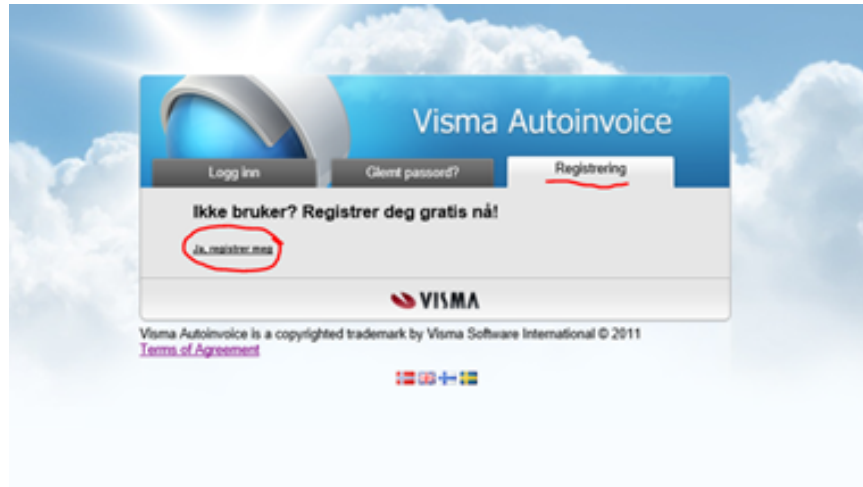 Visma Autoinvoice
Logg inn
Glemt passord?
Registrering
Ikke bruker? Registrer deg gratis nå!
Ja, registrer meg
VISMA
Visma Autoinvoice is a copyrighted trademark by Visma Software International © 2011
Terms of Agreement